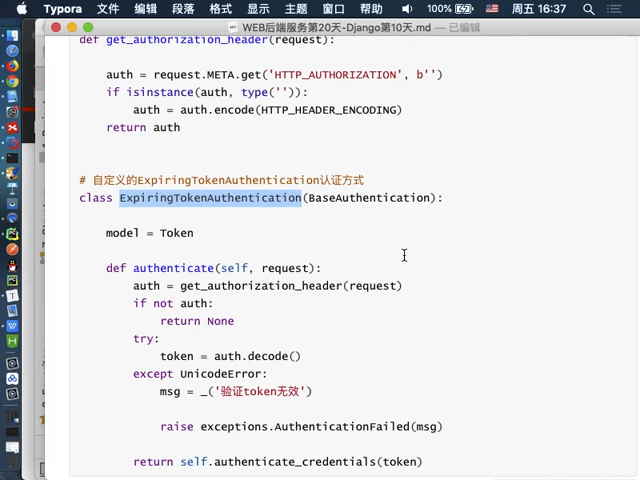 Typora 文件 编辑 段落 格式 显示 主题 窗口 帮助 100% 周五 16:37
WEB后端服务第20天-Django第10天.md — 已编辑
def get_authorization_header(request):
auth = request.META.get('HTTP_AUTHORIZATION', b'')
if isinstance(auth, type('')):
auth = auth.encode(HTTP_HEADER_ENCODING)
return auth
# 自定义的ExpiringTokenAuthentication认证方式
class ExpiringTokenAuthentication(BaseAuthentication):
model = Token
def authenticate(self, request):
auth = get_authorization_header(request)
if not auth:
return None
try:
token = auth.decode()
except UnicodeError:
msg = _('验证token无效')
raise exceptions.AuthenticationFailed(msg)
return self.authenticate_credentials(token)